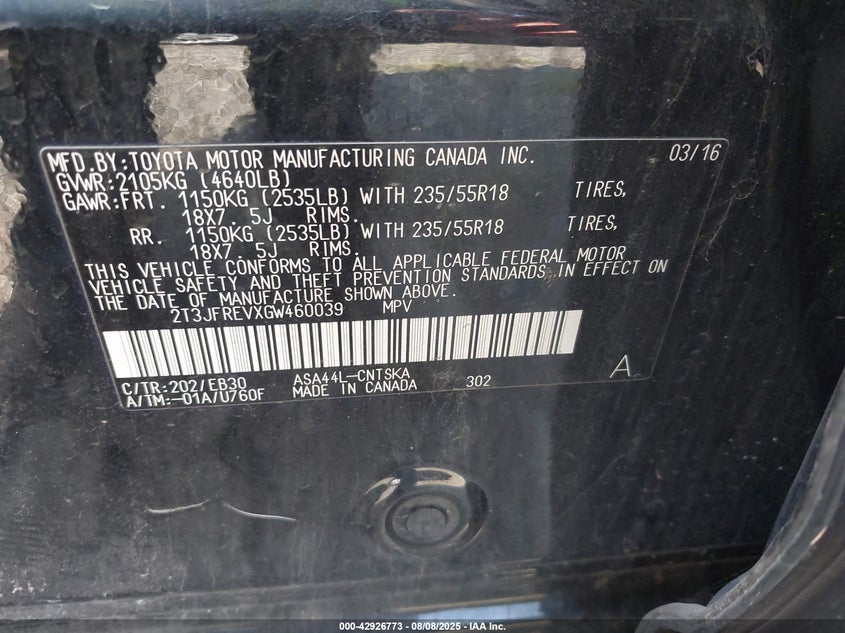 MFD.BY:TOYOTA MOTOR MANUFACTURING CANADA INC. 03/16
GVWR:2105KG (4640LB)
GAWR:FRT. 1150KG (2535LB) WITH 235/55R18 TIRES,
18X7. 5J RIMS.
RR. 1150KG (2535LB) WITH 235/55R18 TIRES,
18X7. 5J RIMS.
THIS VEHICLE CONFORMS TO ALL APPLICABLE FEDERAL MOTOR
VEHICLE SAFETY AND THEFT PREVENTION STANDARDS IN EFFECT ON
THE DATE OF MANUFACTURE SHOWN ABOVE.
2T3JFREVXGW460039 MPV
C/TR:202/EB30 ASA44L-CNTSKA 302 A
A/TM:-01A/U760F MADE IN CANADA
000-42926773 - 08/08/2025 - IAA Inc.